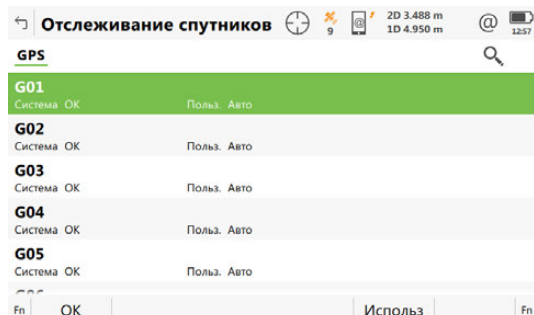 Отслеживание спутников 9 @ 2D 3.488 m @ 12:57
1D 4.950 m
GPS
G01
Система OK Польз. Авто
G02
Система OK Польз. Авто
G03
Система OK Польз. Авто
G04
Система OK Польз. Авто
G05
Система OK Польз. Авто
Fn OK Использ Fn